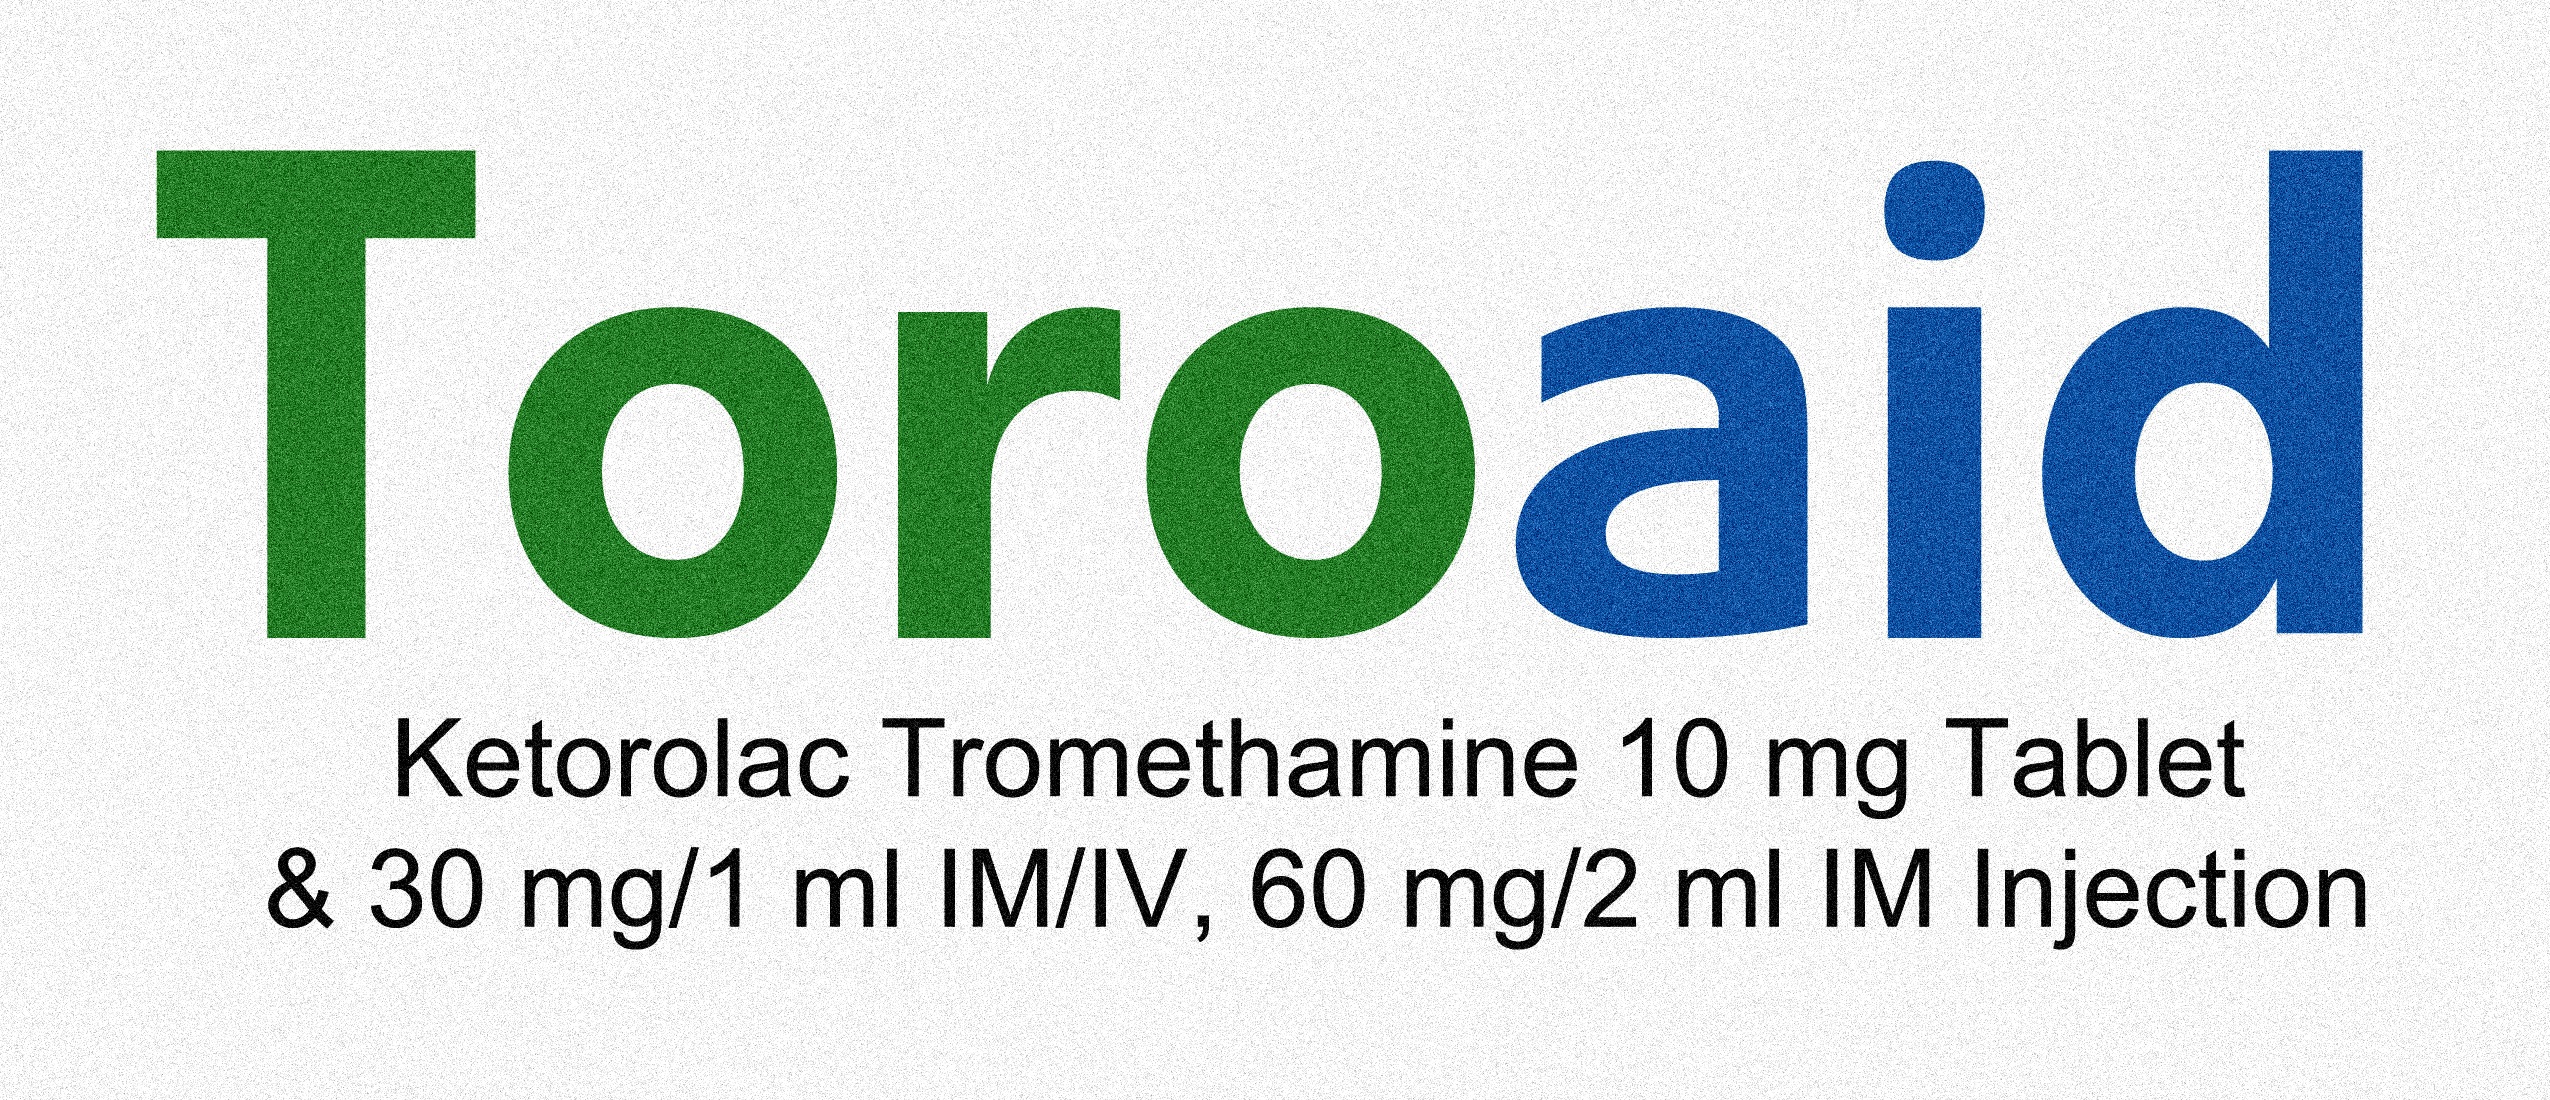 Toroaid
Ketorolac Tromethamine 10 mg Tablet
& 30 mg/1 ml IM/IV, 60 mg/2 ml IM Injection